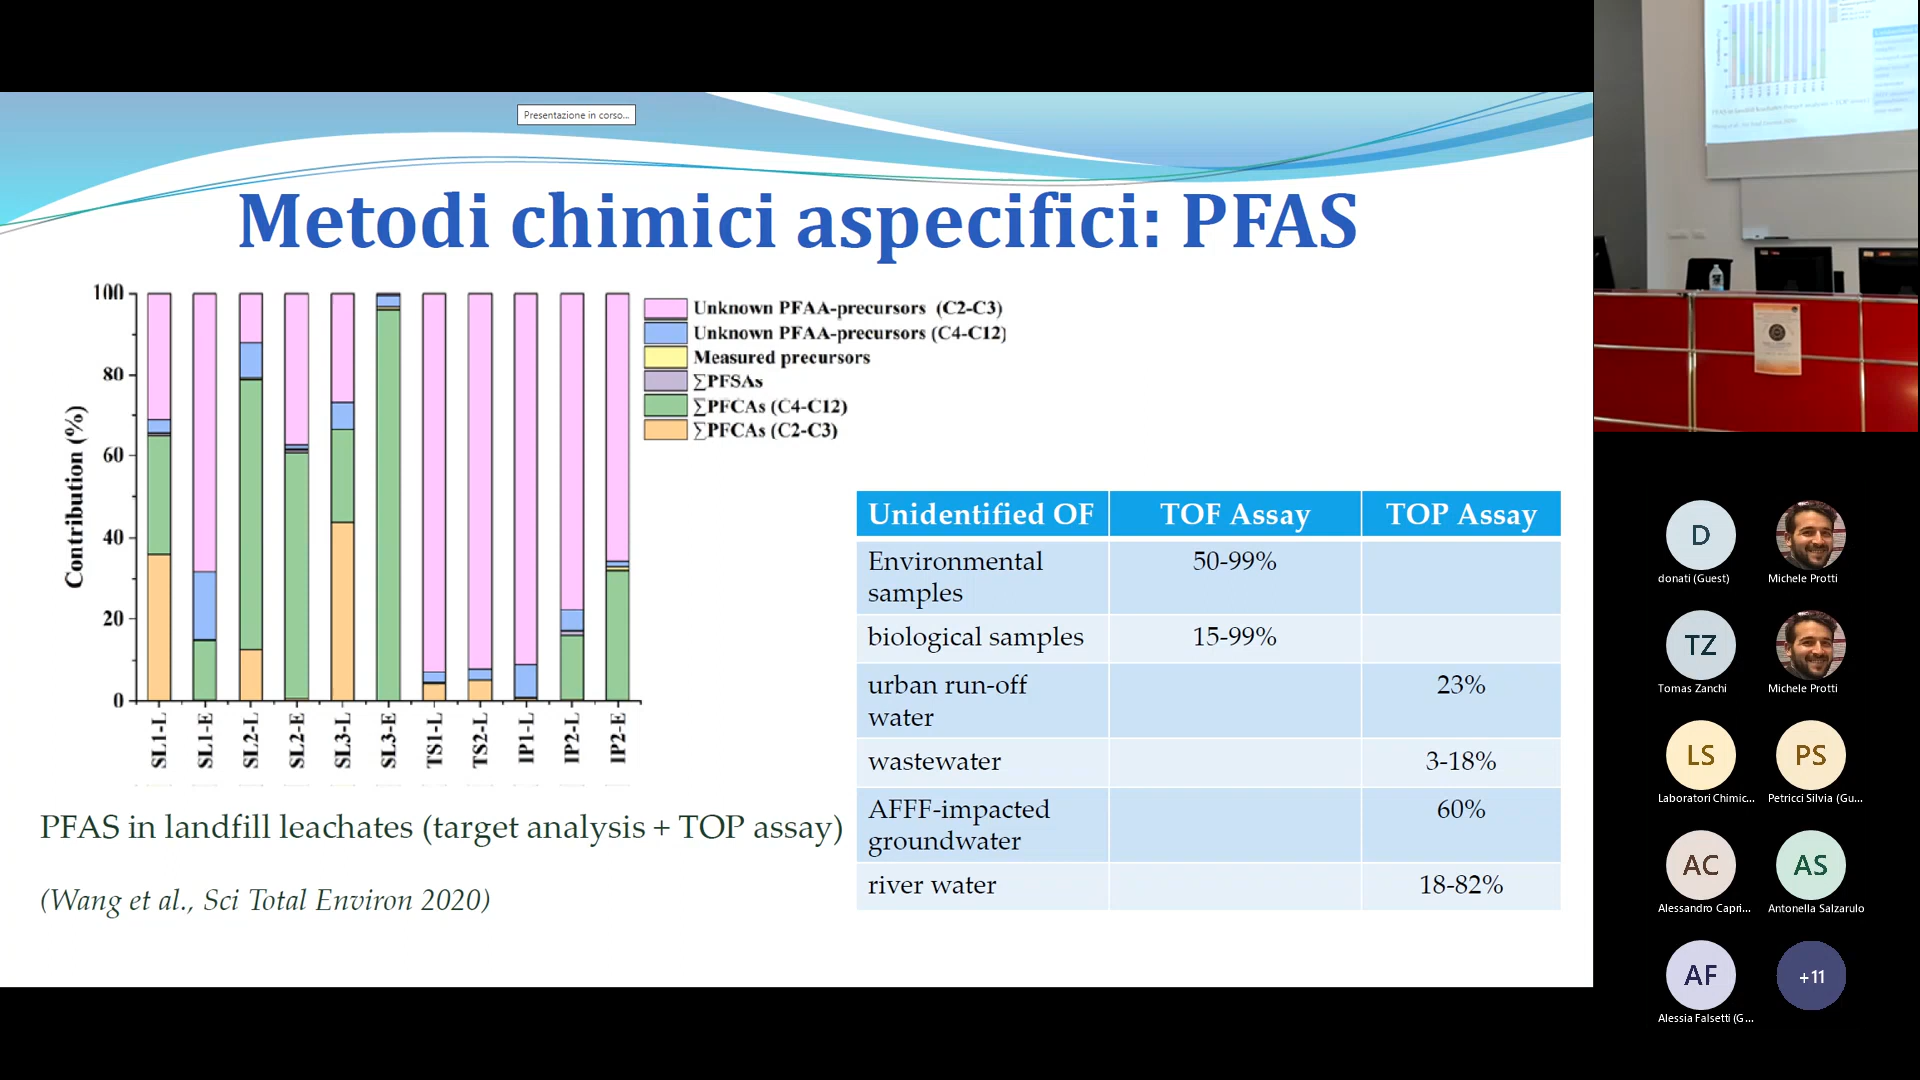 Presentazione in corso...
Metodi chimici aspecifici: PFAS
Contribution (%)
100
80
60
40
20
0
SL1-L
SL1-E
SL2-L
SL2-E
SL3-L
SL3-E
TS1-L
TS2-L
IP1-L
IP2-L
IP2-E
Unknown PFAA-precursors (C2-C3)
Unknown PFAA-precursors (C4-C12)
Measured precursors
∑PFSAs
∑PFCAs (C4-C12)
∑PFCAs (C2-C3)
Unidentified OF TOF Assay TOP Assay
Environmental 50-99%
samples
biological samples 15-99%
urban run-off 23%
water
wastewater 3-18%
AFFF-impacted 60%
groundwater
river water 18-82%
PFAS in landfill leachates (target analysis + TOP assay)
(Wang et al., Sci Total Environ 2020)
D
donati (Guest) Michele Protti
TZ
Tomas Zanchi Michele Protti
LS PS
Laboratori Chimic... Petricci Silvia (Gu...
AC AS
Alessandro Capri... Antonella Salzarulo
AF +11
Alessia Falsetti (G...